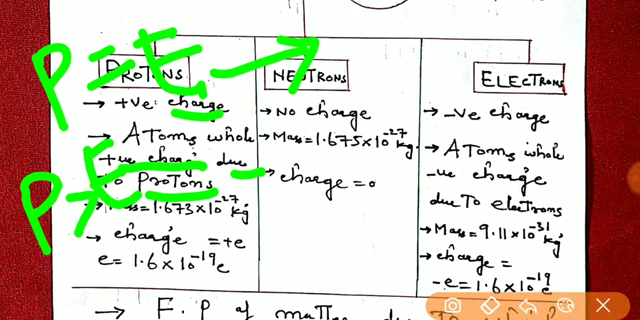 P = E →
PROTONS
→ +ve charge
→ ATOMS whole
+ve charge due
To PROTONS
→ Mass = 1.673 × 10⁻²⁷ kg
→ charge = +e
e = 1.6 × 10⁻¹⁹ e
P > E -
NEUTRONS
→ No charge
→ Mass = 1.675 × 10⁻²⁷ kg.
→ charge = 0
ELECTRONS
→ -ve charge
→ ATOMS whole
-ve charge
due To electrons
→ Mass = 9.11 × 10⁻³¹ kg
→ charge =
-e = 1.6 × 10⁻¹⁹ e
→ F. P of matter